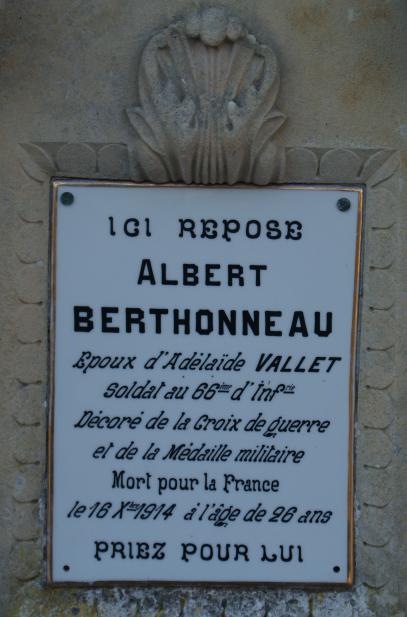 ICI REPOSE
ALBERT
BERTHONNEAU
Epoux d'Adélaïde VALLET
Soldat au 66ème d'Infrie
Décoré de la Croix de guerre
et de la Médaille militaire
Mort pour la France
le 16 Xbre 1914 à l'âge de 26 ans
PRIEZ POUR LUI